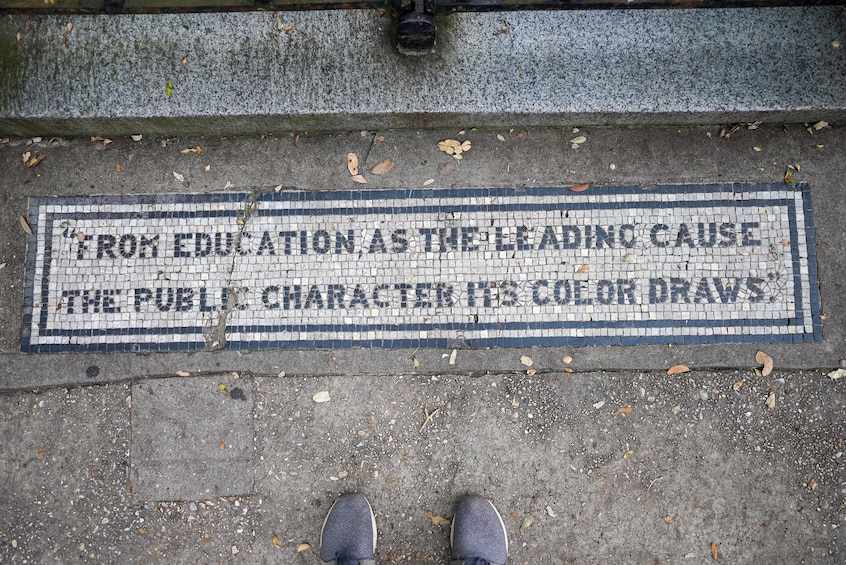 "FROM EDUCATION AS THE LEADING CAUSE
THE PUBLIC CHARACTER ITS COLOR DRAWS"